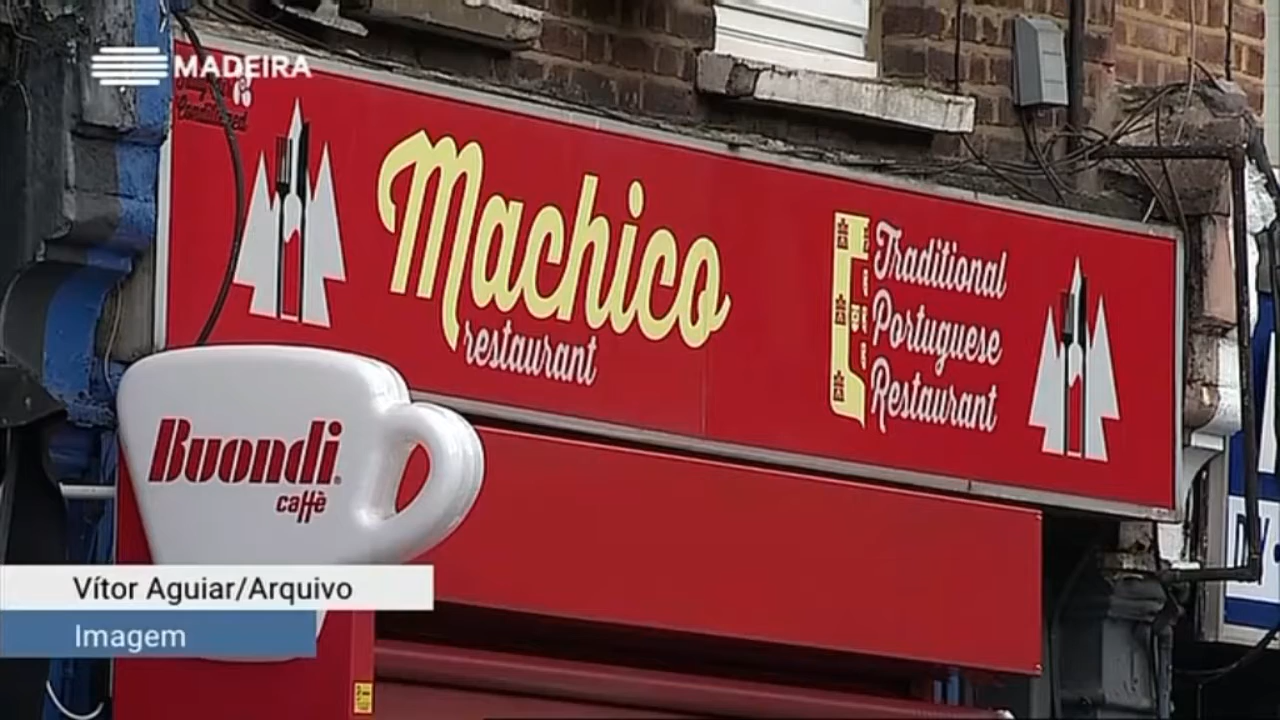 MADEIRA
Machico
restaurant
Traditional
Portuguese
Restaurant
Buondi
caffè
Vítor Aguiar/Arquivo
Imagem